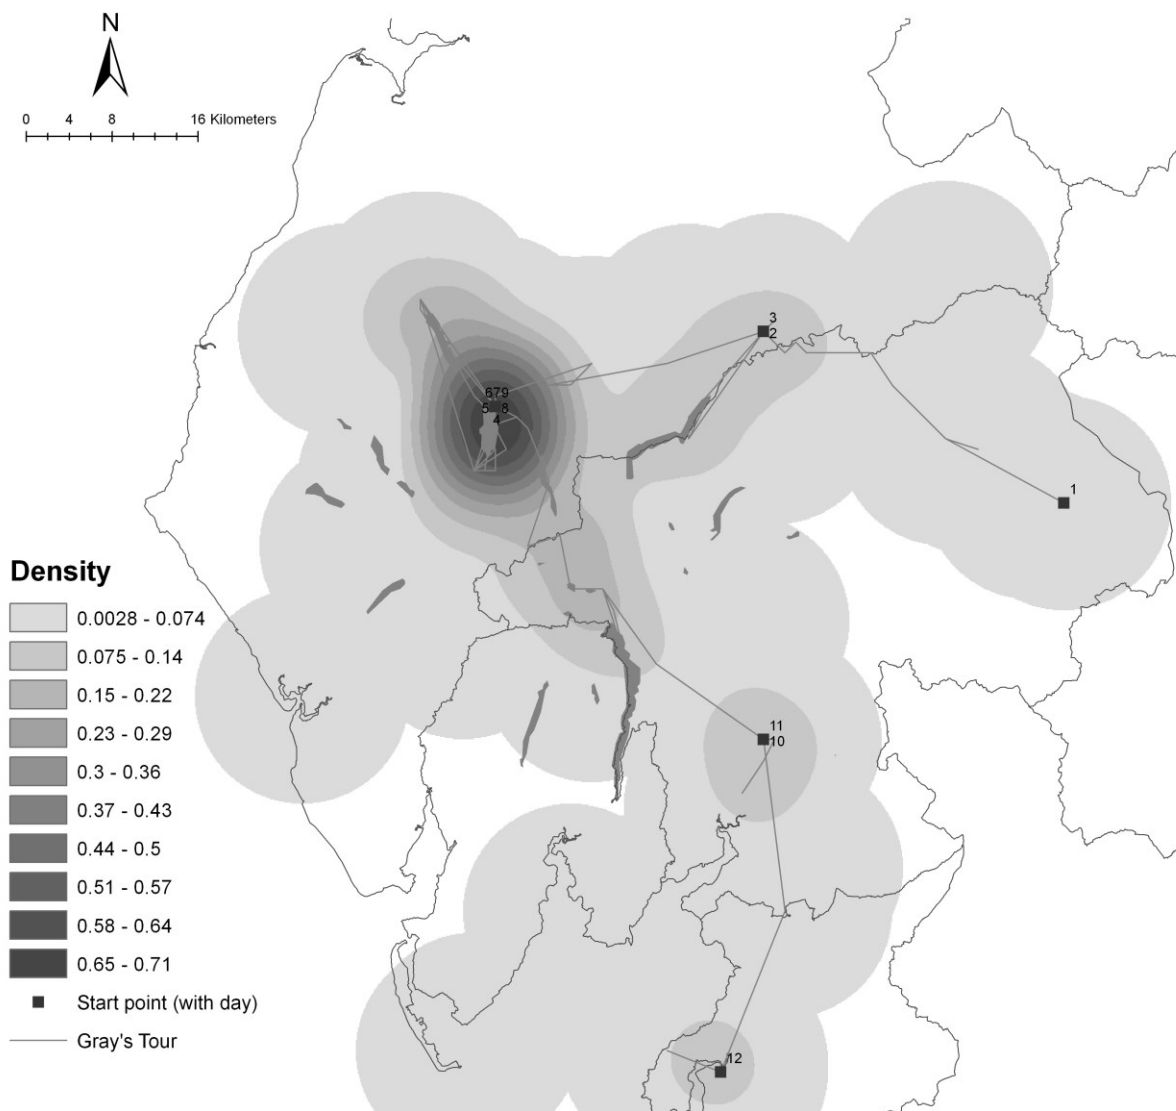 N
0 4 8 16 Kilometers
3
2
679
5 8
4
1
Density
0.0028 - 0.074
0.075 - 0.14
0.15 - 0.22
0.23 - 0.29
0.3 - 0.36
0.37 - 0.43
0.44 - 0.5
0.51 - 0.57
0.58 - 0.64
0.65 - 0.71
Start point (with day)
Gray's Tour
11
10
12